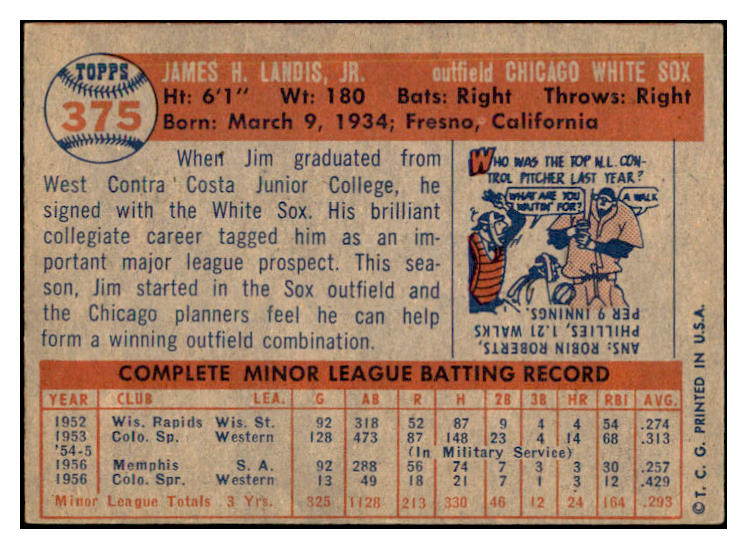 TOPPS
375
JAMES H. LANDIS, JR. outfield CHICAGO WHITE SOX
Ht: 6'1" Wt: 180 Bats: Right Throws: Right
Born: March 9, 1934; Fresno, California
When Jim graduated from
West Contra Costa Junior College, he
signed with the White Sox. His brilliant
collegiate career tagged him as an im-
portant major league prospect. This sea-
son, Jim started in the Sox outfield and
the Chicago planners feel he can help
form a winning outfield combination.
WHO WAS THE TOP N.L. CON-
TROL PITCHER LAST YEAR?
WHAT ARE YOU
WAITIN' FOR?
A WALK
ANS: ROBIN ROBERTS,
PHILLIES, 1.21 WALKS
PER 9 INNINGS.
COMPLETE MINOR LEAGUE BATTING RECORD
YEAR CLUB LEA. G AB R H 2B 3B HR RBI AVG.
1952 Wis. Rapids Wis. St. 92 318 52 87 9 4 4 54 .274
1953 Colo. Sp. Western 128 473 87 148 23 4 14 68 .313
'54-5 (In Military Service)
1956 Memphis S. A. 92 288 56 74 7 3 3 30 .257
1956 Colo. Spr. Western 13 49 18 21 7 1 3 12 .429
Minor League Totals 3 Yrs. 325 1128 213 330 46 12 24 164 .293
©T. C. G. PRINTED IN U.S.A.